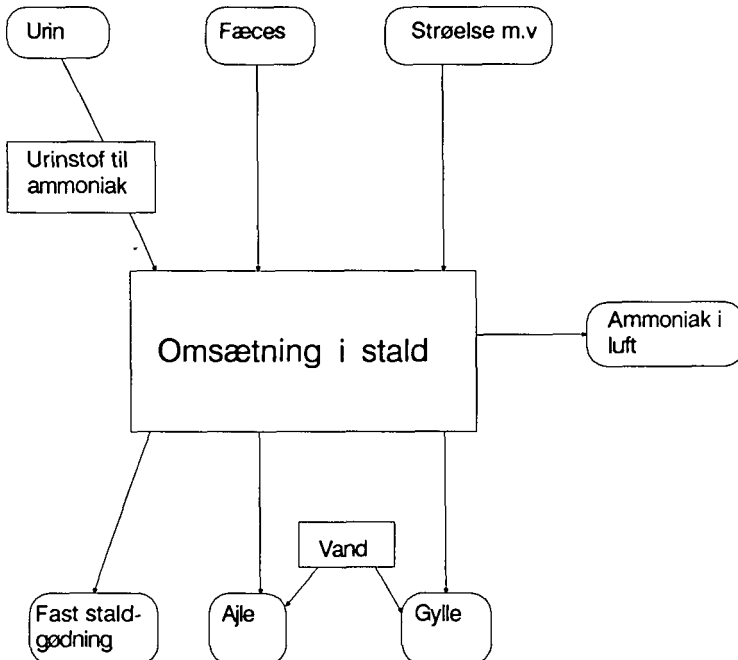 Urin
Fæces
Strøelse m.v
Urinstof til
ammoniak
Omsætning i stald
Ammoniak i
luft
Vand
Fast stald-
gødning
Ajle
Gylle